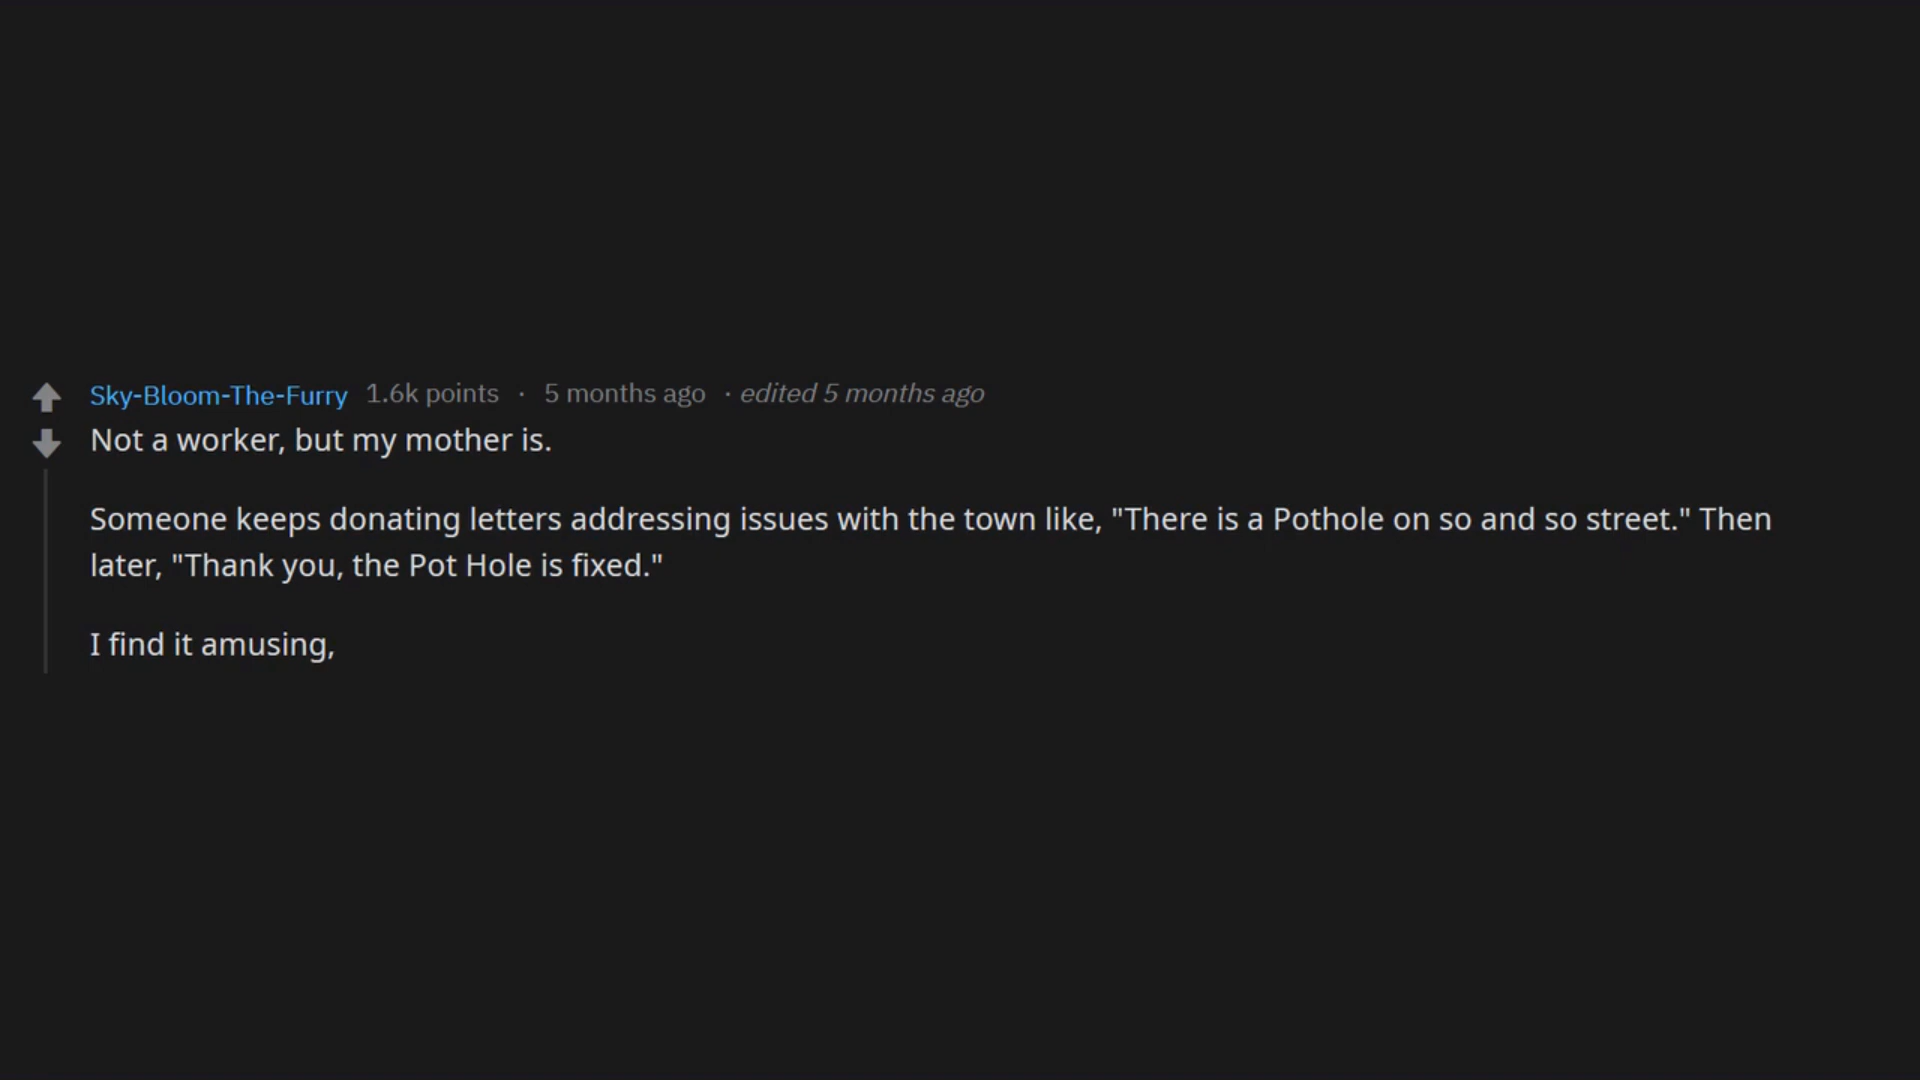 Sky-Bloom-The-Furry 1.6k points · 5 months ago · edited 5 months ago
Not a worker, but my mother is.
Someone keeps donating letters addressing issues with the town like, "There is a Pothole on so and so street." Then
later, "Thank you, the Pot Hole is fixed."
I find it amusing,